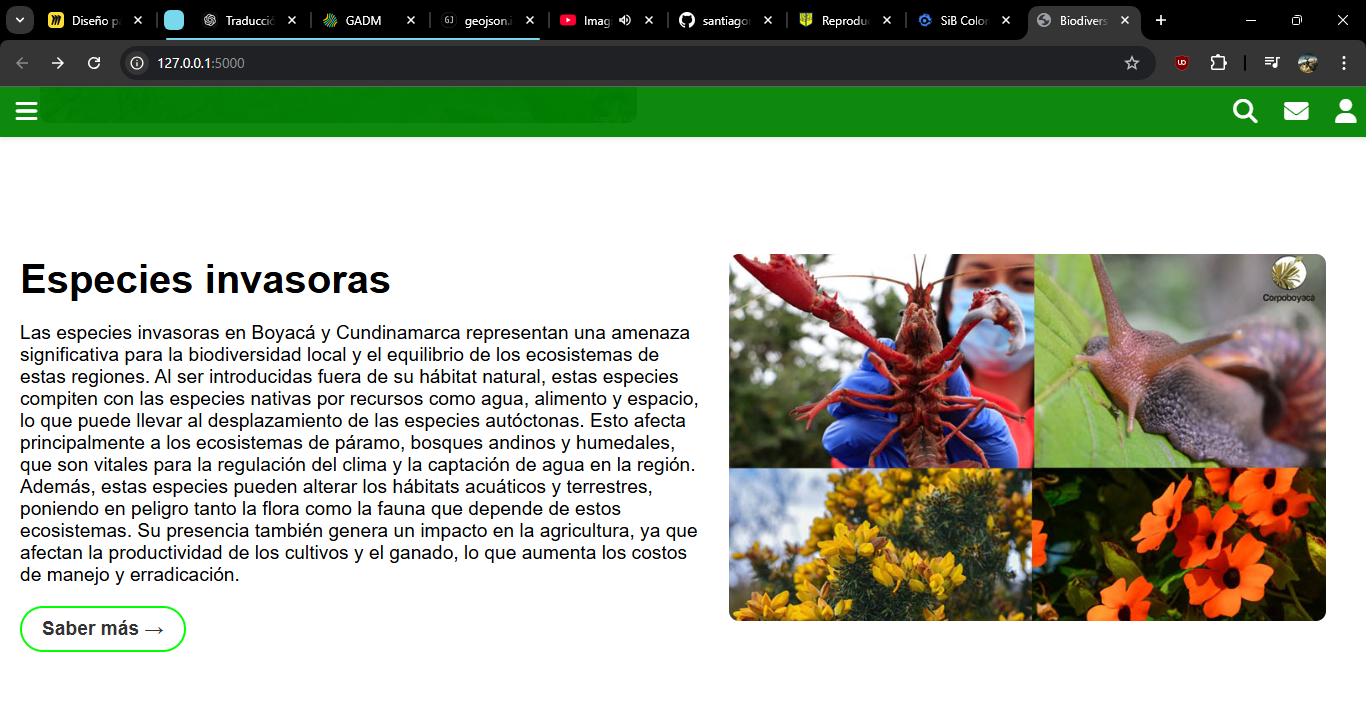 Diseño pa
Traducció
GADM
GJ
geojson.i
Imag
santiago
Reprodu
SiB Color
Biodivers
127.0.0.1:5000
UD
Especies invasoras
Las especies invasoras en Boyacá y Cundinamarca representan una amenaza
significativa para la biodiversidad local y el equilibrio de los ecosistemas de
estas regiones. Al ser introducidas fuera de su hábitat natural, estas especies
compiten con las especies nativas por recursos como agua, alimento y espacio,
lo que puede llevar al desplazamiento de las especies autóctonas. Esto afecta
principalmente a los ecosistemas de páramo, bosques andinos y humedales,
que son vitales para la regulación del clima y la captación de agua en la región.
Además, estas especies pueden alterar los hábitats acuáticos y terrestres,
poniendo en peligro tanto la flora como la fauna que depende de estos
ecosistemas. Su presencia también genera un impacto en la agricultura, ya que
afectan la productividad de los cultivos y el ganado, lo que aumenta los costos
de manejo y erradicación.
Saber más →
Corpoboyacá